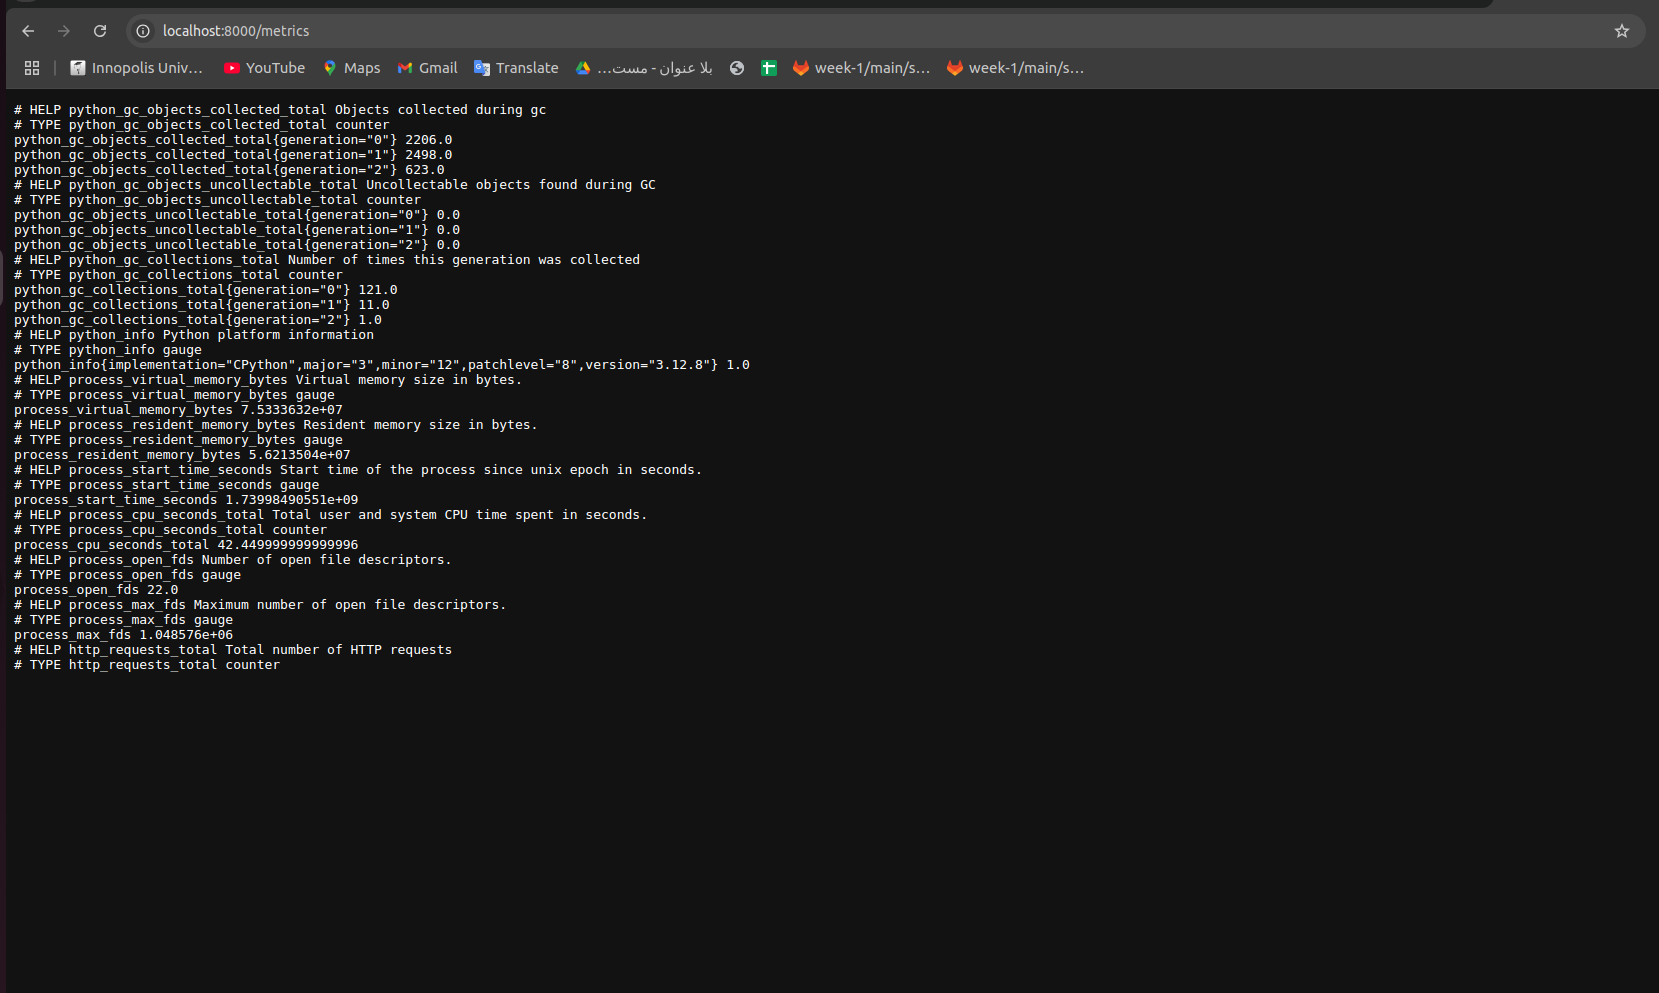 localhost:8000/metrics
Innopolis Univ...
YouTube
Maps
Gmail
Translate
بلا عنوان - مست...
week-1/main/s...
week-1/main/s...
# HELP python_gc_objects_collected_total Objects collected during gc
# TYPE python_gc_objects_collected_total counter
python_gc_objects_collected_total{generation="0"} 2206.0
python_gc_objects_collected_total{generation="1"} 2498.0
python_gc_objects_collected_total{generation="2"} 623.0
# HELP python_gc_objects_uncollectable_total Uncollectable objects found during GC
# TYPE python_gc_objects_uncollectable_total counter
python_gc_objects_uncollectable_total{generation="0"} 0.0
python_gc_objects_uncollectable_total{generation="1"} 0.0
python_gc_objects_uncollectable_total{generation="2"} 0.0
# HELP python_gc_collections_total Number of times this generation was collected
# TYPE python_gc_collections_total counter
python_gc_collections_total{generation="0"} 121.0
python_gc_collections_total{generation="1"} 11.0
python_gc_collections_total{generation="2"} 1.0
# HELP python_info Python platform information
# TYPE python_info gauge
python_info{implementation="CPython",major="3",minor="12",patchlevel="8",version="3.12.8"} 1.0
# HELP process_virtual_memory_bytes Virtual memory size in bytes.
# TYPE process_virtual_memory_bytes gauge
process_virtual_memory_bytes 7.5333632e+07
# HELP process_resident_memory_bytes Resident memory size in bytes.
# TYPE process_resident_memory_bytes gauge
process_resident_memory_bytes 5.6213504e+07
# HELP process_start_time_seconds Start time of the process since unix epoch in seconds.
# TYPE process_start_time_seconds gauge
process_start_time_seconds 1.73998490551e+09
# HELP process_cpu_seconds_total Total user and system CPU time spent in seconds.
# TYPE process_cpu_seconds_total counter
process_cpu_seconds_total 42.449999999999996
# HELP process_open_fds Number of open file descriptors.
# TYPE process_open_fds gauge
process_open_fds 22.0
# HELP process_max_fds Maximum number of open file descriptors.
# TYPE process_max_fds gauge
process_max_fds 1.048576e+06
# HELP http_requests_total Total number of HTTP requests
# TYPE http_requests_total counter